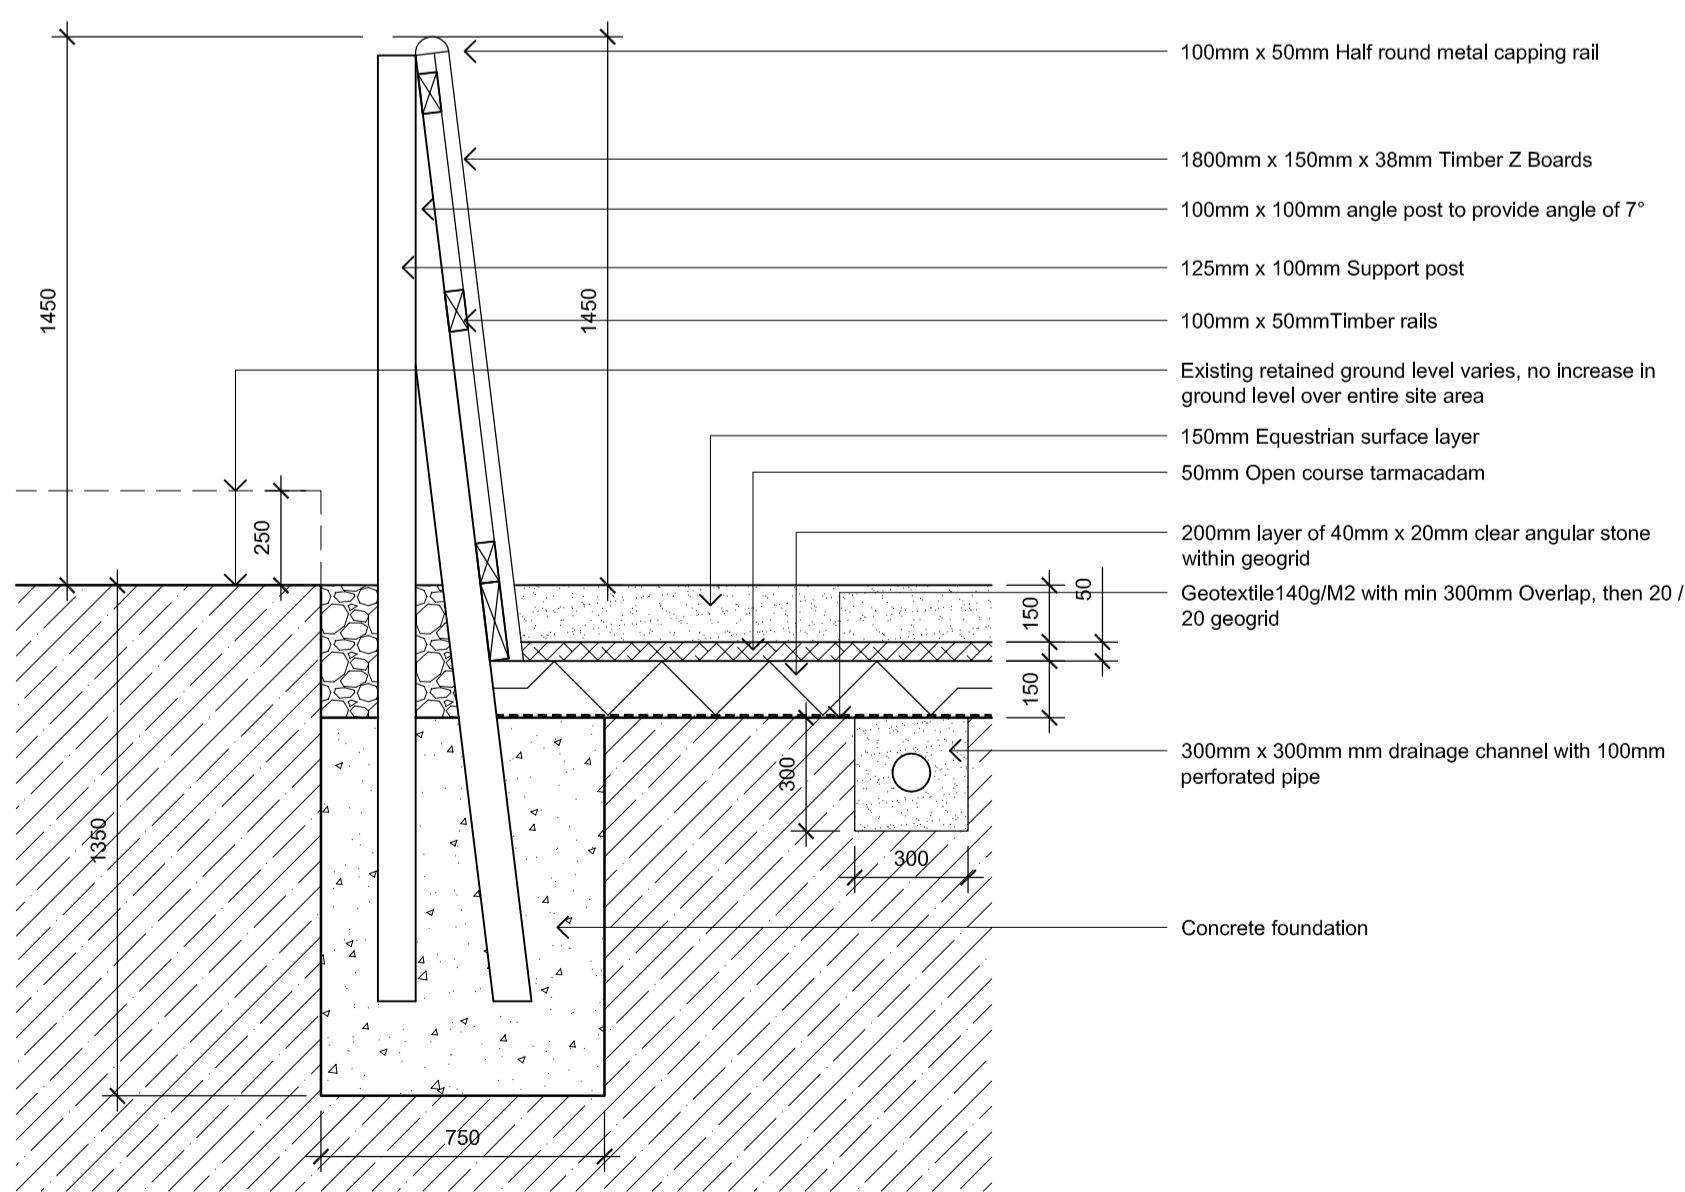 100mm x 50mm Half round metal capping rail
1800mm x 150mm x 38mm Timber Z Boards
100mm x 100mm angle post to provide angle of 7°
125mm x 100mm Support post
100mm x 50mmTimber rails
Existing retained ground level varies, no increase in
ground level over entire site area
150mm Equestrian surface layer
50mm Open course tarmacadam
200mm layer of 40mm x 20mm clear angular stone
within geogrid
Geotextile140g/M2 with min 300mm Overlap, then 20 /
20 geogrid
300mm x 300mm mm drainage channel with 100mm
perforated pipe
Concrete foundation
1450
1450
250
1350
750
300
300
150
50
150